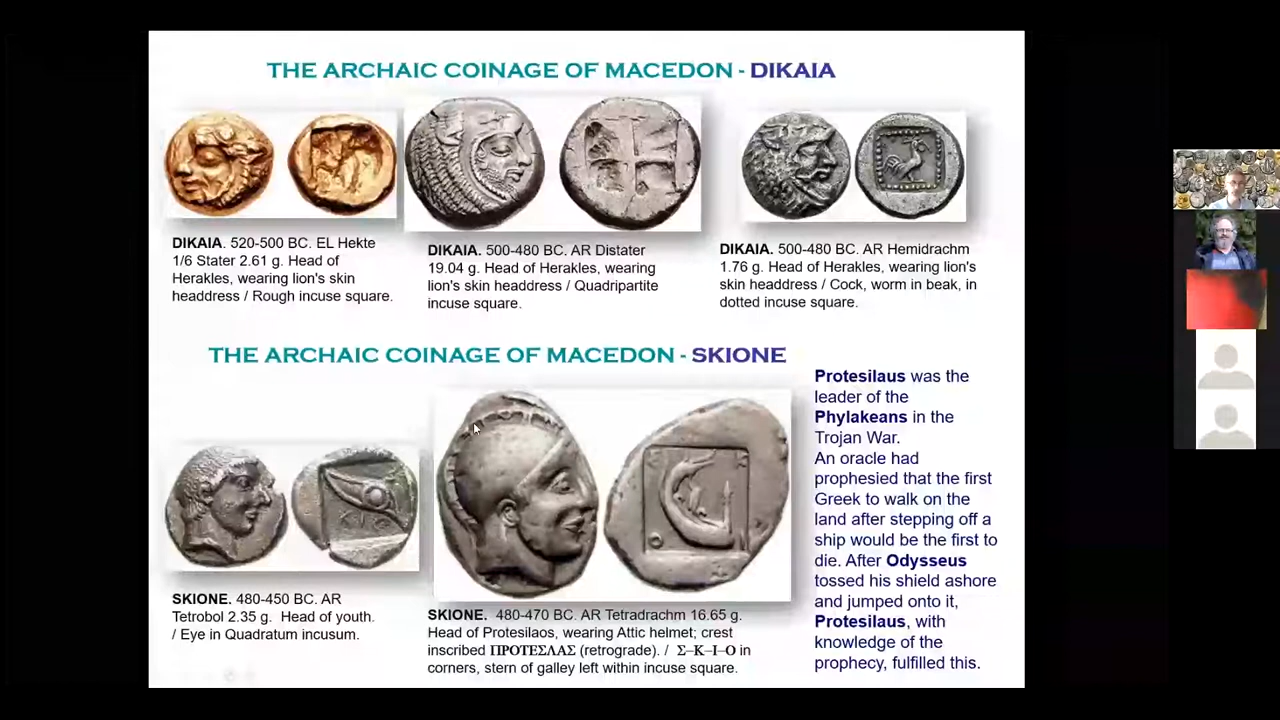 THE ARCHAIC COINAGE OF MACEDON - DIKAIA
DIKAIA. 520-500 BC. EL Hekte
1/6 Stater 2.61 g. Head of
Herakles, wearing lion's skin
headdress / Rough incuse square.
DIKAIA. 500-480 BC. AR Distater
19.04 g. Head of Herakles, wearing
lion's skin headdress / Quadripartite
incuse square.
DIKAIA. 500-480 BC. AR Hemidrachm
1.76 g. Head of Herakles, wearing lion's
skin headdress / Cock, worm in beak, in
dotted incuse square.
THE ARCHAIC COINAGE OF MACEDON - SKIONE
SKIONE. 480-450 BC. AR
Tetrobol 2.35 g. Head of youth.
/ Eye in Quadratum incusum.
SKIONE. 480-470 BC. AR Tetradrachm 16.65 g.
Head of Protesilaos, wearing Attic helmet; crest
inscribed ΠΡΟΤΕΣΛΑΣ (retrograde). / Σ–Κ–Ι–Ο in
corners, stern of galley left within incuse square.
Protesilaus was the
leader of the
Phylakeans in the
Trojan War.
An oracle had
prophesied that the first
Greek to walk on the
land after stepping off a
ship would be the first to
die. After Odysseus
tossed his shield ashore
and jumped onto it,
Protesilaus, with
knowledge of the
prophecy, fulfilled this.